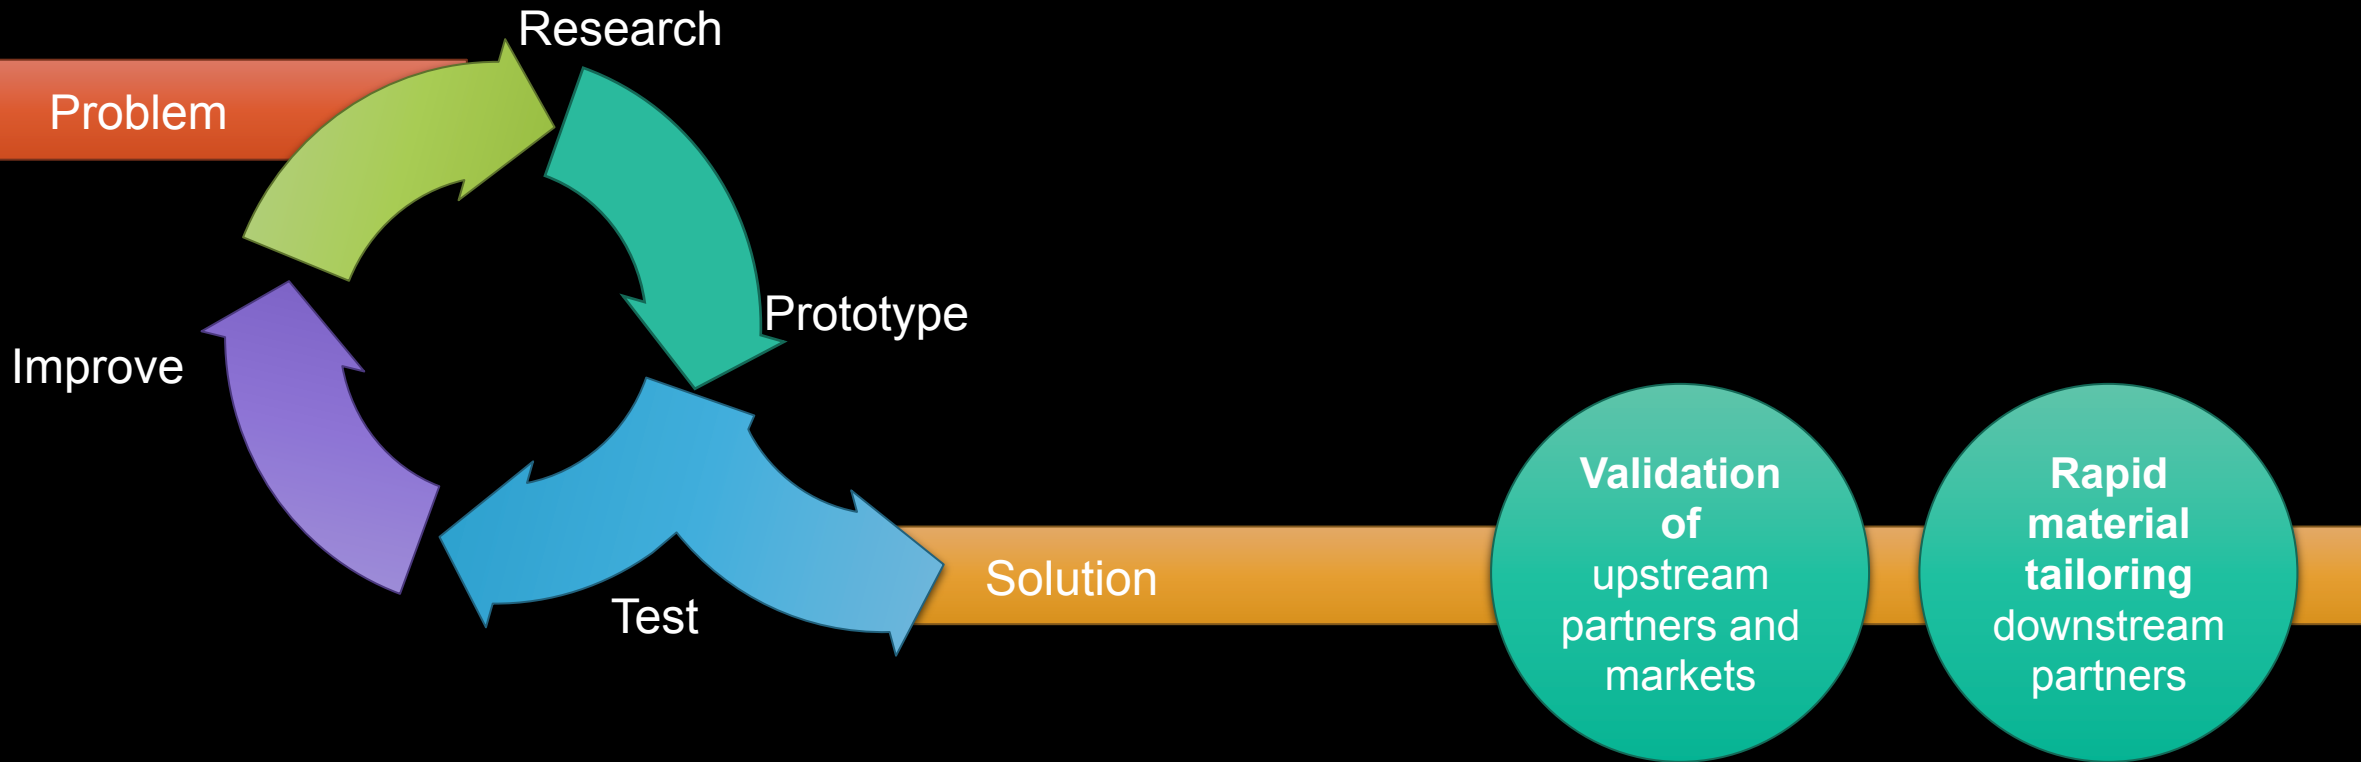 Research
Problem
Prototype
Improve
Test
Solution
Validation
of
upstream
partners and
markets
Rapid
material
tailoring
downstream
partners